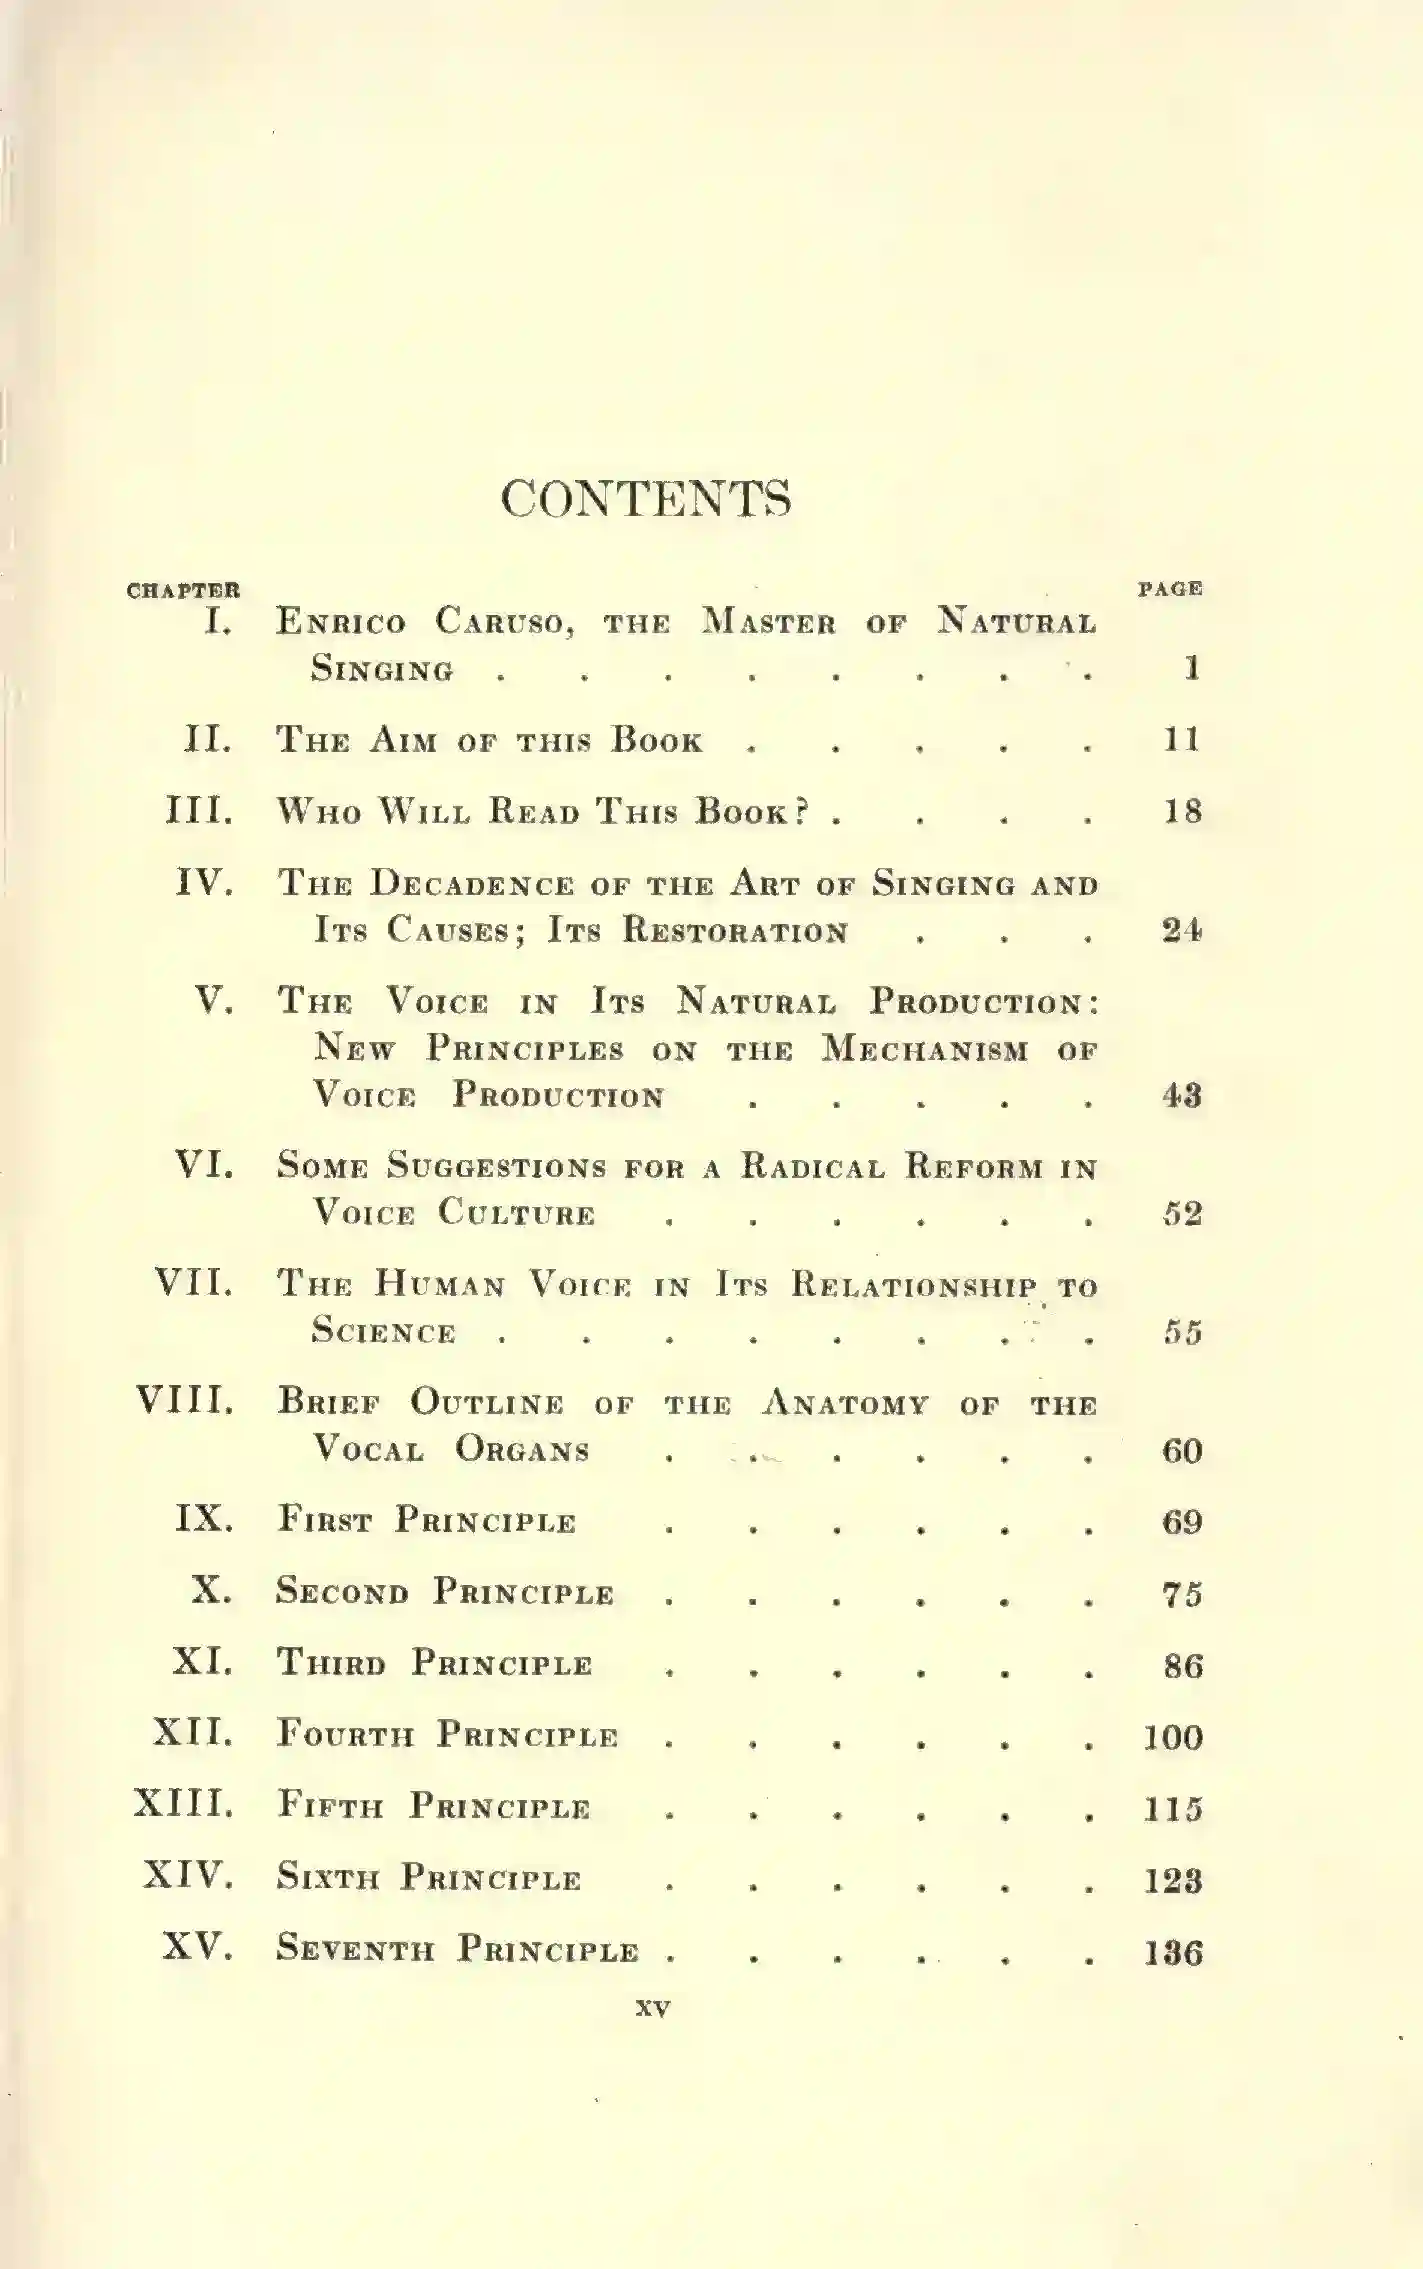 CONTENTS
CHAPTER PAGE
I. ENRICO CARUSO, THE MASTER OF NATURAL
SINGING . . . . . . . . 1
II. THE AIM OF THIS BOOK . . . . . 11
III. WHO WILL READ THIS BOOK? . . . . 18
IV. THE DECADENCE OF THE ART OF SINGING AND
ITS CAUSES; ITS RESTORATION . . . 24
V. THE VOICE IN ITS NATURAL PRODUCTION:
NEW PRINCIPLES ON THE MECHANISM OF
VOICE PRODUCTION . . . . . 43
VI. SOME SUGGESTIONS FOR A RADICAL REFORM IN
VOICE CULTURE . . . . . . 52
VII. THE HUMAN VOICE IN ITS RELATIONSHIP TO
SCIENCE . . . . . . . . 55
VIII. BRIEF OUTLINE OF THE ANATOMY OF THE
VOCAL ORGANS . . . . . . 60
IX. FIRST PRINCIPLE . . . . . . 69
X. SECOND PRINCIPLE . . . . . . 75
XI. THIRD PRINCIPLE . . . . . . 86
XII. FOURTH PRINCIPLE . . . . . . 100
XIII. FIFTH PRINCIPLE . . . . . . 115
XIV. SIXTH PRINCIPLE . . . . . . 123
XV. SEVENTH PRINCIPLE . . . . . . 136
xv